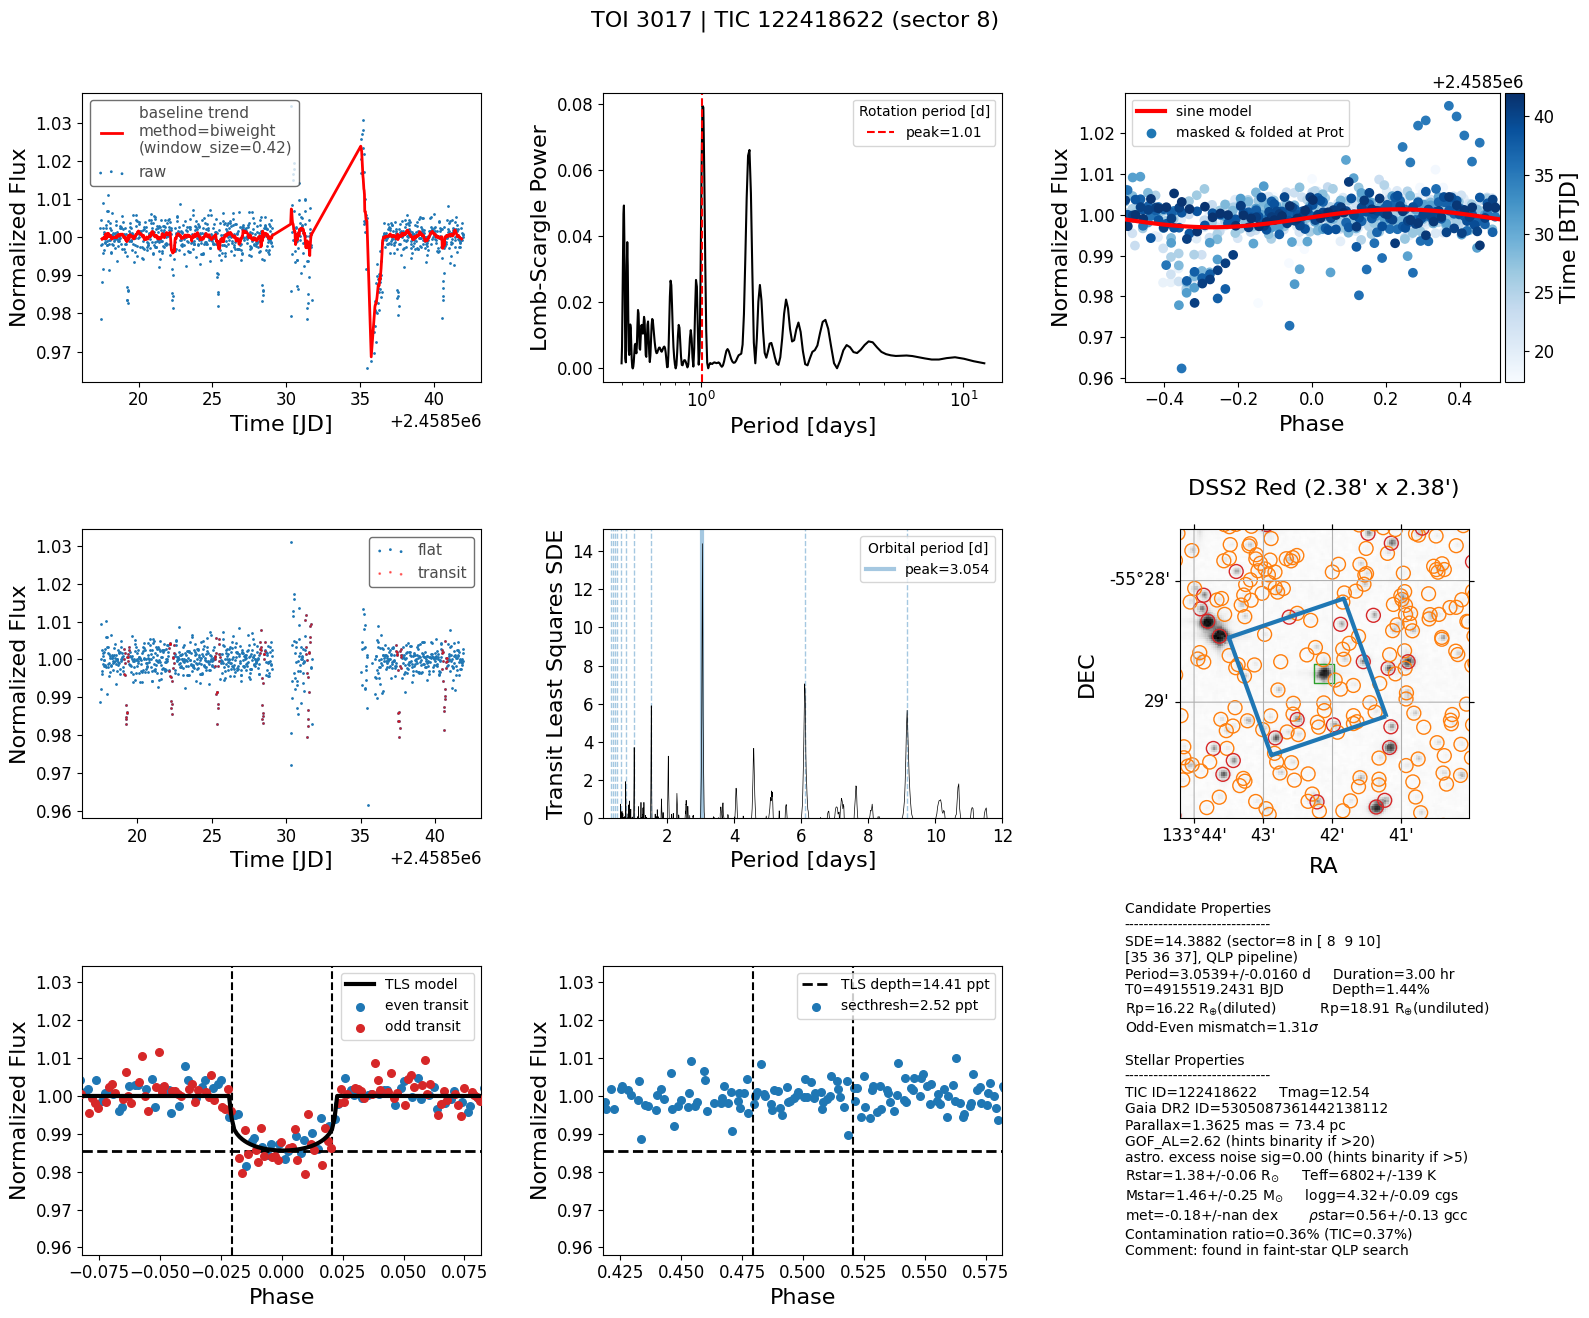 TOI 3017 | TIC 122418622 (sector 8)
baseline trend
method=biweight
(window_size=0.42)
raw
Normalized Flux
1.03
1.02
1.01
1.00
0.99
0.98
0.97
20 25 30 35 40
Time [JD]
+2.4585e6
Rotation period [d]
peak=1.01
Lomb-Scargle Power
0.08
0.06
0.04
0.02
0.00
10^0 10^1
Period [days]
+2.4585e6
sine model
masked & folded at Prot
Normalized Flux
1.02
1.01
1.00
0.99
0.98
0.97
0.96
−0.4 −0.2 0.0 0.2 0.4
Phase
40
35
30
25
20
Time [BTJD]
flat
transit
Normalized Flux
1.03
1.02
1.01
1.00
0.99
0.98
0.97
0.96
20 25 30 35 40
Time [JD]
+2.4585e6
Orbital period [d]
peak=3.054
Transit Least Squares SDE
14
12
10
8
6
4
2
0
2 4 6 8 10 12
Period [days]
DSS2 Red (2.38' x 2.38')
DEC
-55°28'
29'
133°44' 43' 42' 41'
RA
TLS model
even transit
odd transit
Normalized Flux
1.03
1.02
1.01
1.00
0.99
0.98
0.97
0.96
−0.075 −0.050 −0.025 0.000 0.025 0.050 0.075
Phase
TLS depth=14.41 ppt
secthresh=2.52 ppt
Normalized Flux
1.03
1.02
1.01
1.00
0.99
0.98
0.97
0.96
0.425 0.450 0.475 0.500 0.525 0.550 0.575
Phase
Candidate Properties
------------------------------
SDE=14.3882 (sector=8 in [ 8  9 10]
[35 36 37], QLP pipeline)
Period=3.0539+/-0.0160 d     Duration=3.00 hr
T0=4915519.2431 BJD     Depth=1.44%
Rp=16.22 R⊕(diluted)     Rp=18.91 R⊕(undiluted)
Odd-Even mismatch=1.31σ
Stellar Properties
------------------------------
TIC ID=122418622     Tmag=12.54
Gaia DR2 ID=5305087361442138112
Parallax=1.3625 mas = 73.4 pc
GOF_AL=2.62 (hints binarity if >20)
astro. excess noise sig=0.00 (hints binarity if >5)
Rstar=1.38+/-0.06 R⊙     Teff=6802+/-139 K
Mstar=1.46+/-0.25 M⊙     logg=4.32+/-0.09 cgs
met=-0.18+/-nan dex     ρstar=0.56+/-0.13 gcc
Contamination ratio=0.36% (TIC=0.37%)
Comment: found in faint-star QLP search